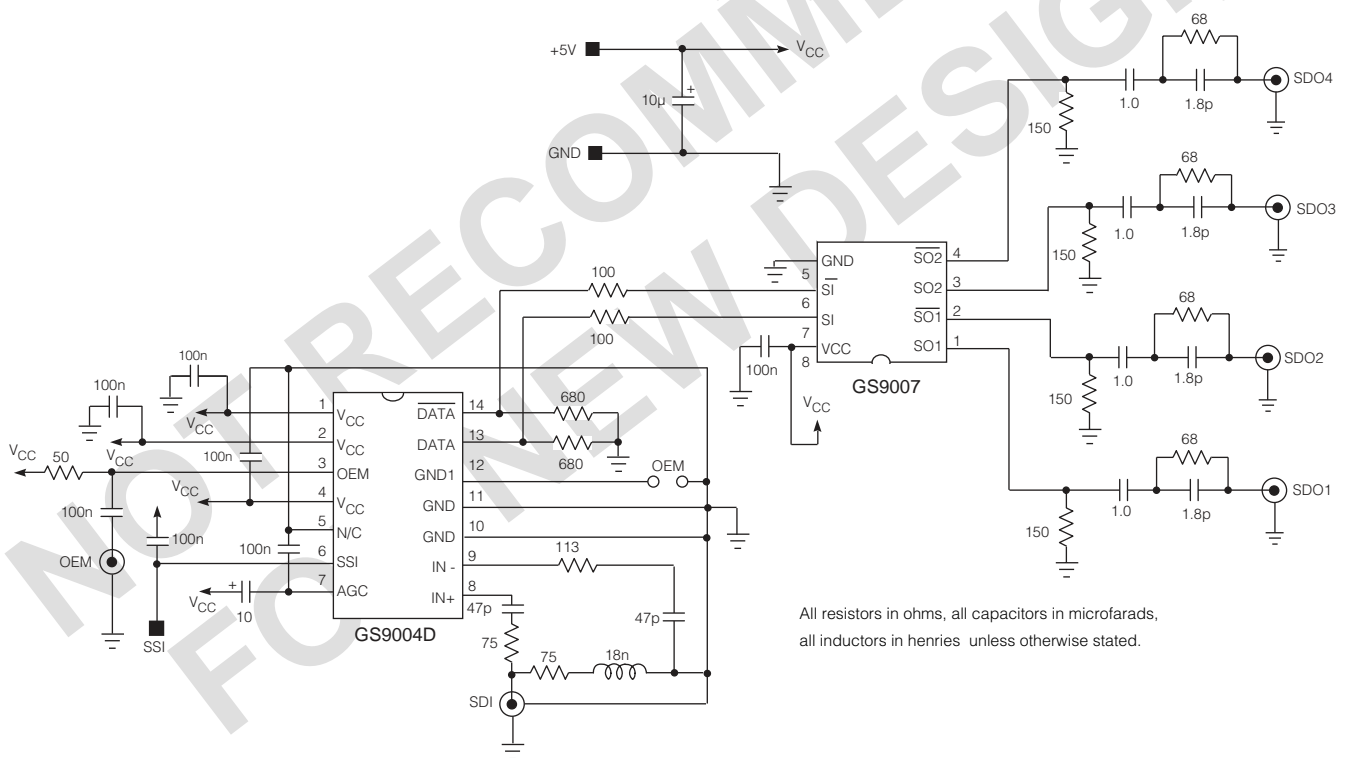 NOT RECOMME
FO NEW DESIGN
+5V
VCC
10µ
+
GND
68
1.0
1.8p
150
SDO4
68
1.0
1.8p
150
SDO3
68
1.0
1.8p
150
SDO2
68
1.0
1.8p
150
SDO1
GND
5
SI
6
SI
7
VCC
8
SO2 4
SO2 3
SO1 2
SO1 1
GS9007
100
100
100n
VCC
100n
VCC
100n
VCC
VCC 50
100n
OEM
100n
VCC
100n
SSI
100n
VCC
+
10
1 VCC
2 VCC
3 OEM
4 VCC
5 N/C
6 SSI
7 AGC
DATA 14
DATA 13
GND1 12
GND 11
GND 10
IN - 9
IN+ 8
GS9004D
680
680
OEM
113
47p
47p
75
75
18n
SDI
All resistors in ohms, all capacitors in microfarads,
all inductors in henries unless otherwise stated.